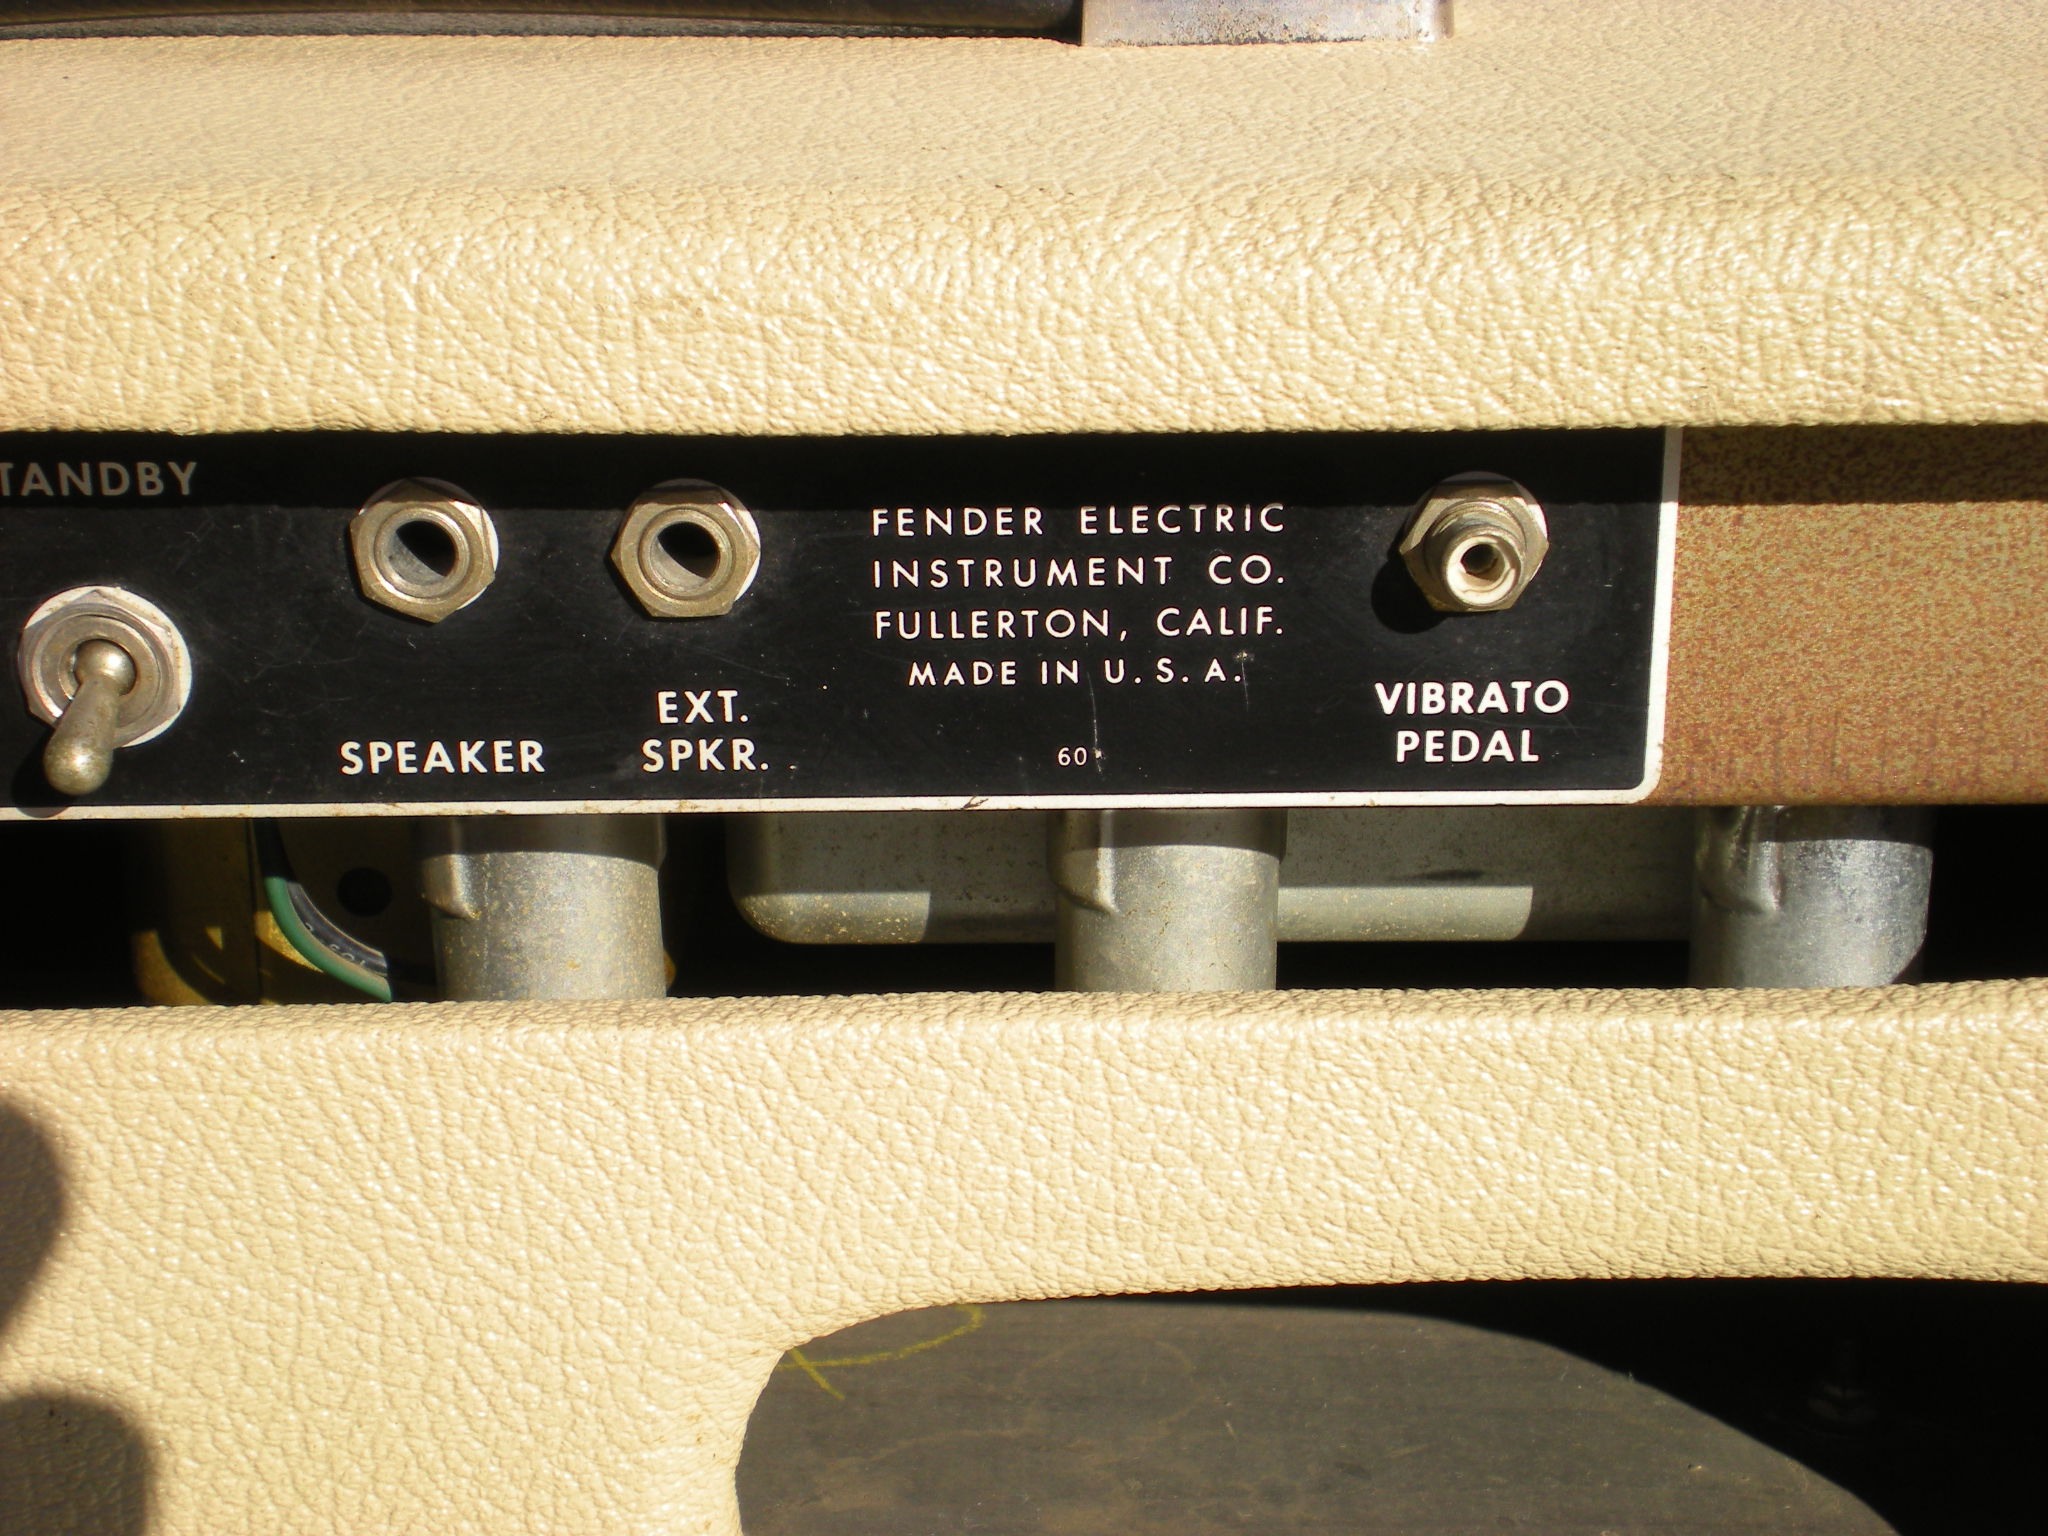 TANDBY
SPEAKER
EXT.
SPKR.
FENDER ELECTRIC
INSTRUMENT CO.
FULLERTON, CALIF.
MADE IN U.S.A.
60
VIBRATO
PEDAL